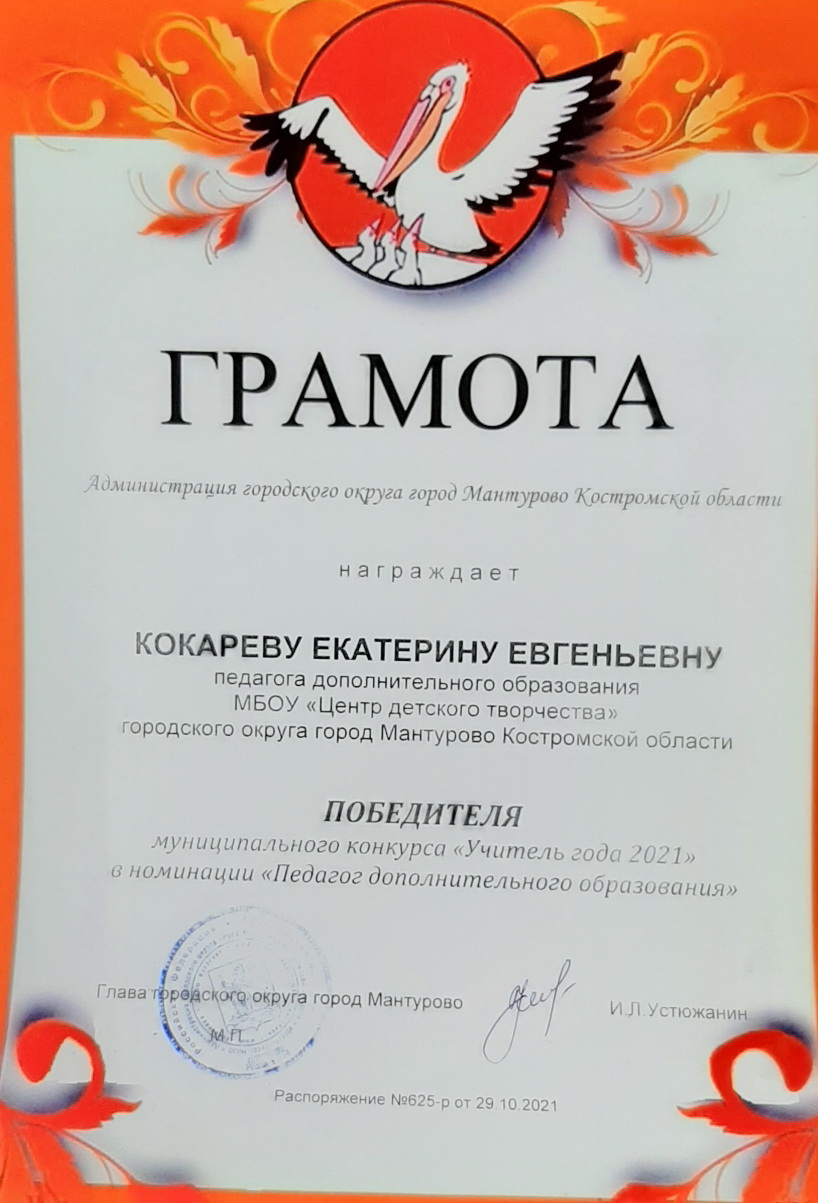 ГРАМОТА
Администрация городского округа город Мантурово Костромской области
награждает
КОКАРЕВУ ЕКАТЕРИНУ ЕВГЕНЬЕВНУ
педагога дополнительного образования
МБОУ «Центр детского творчества»
городского округа город Мантурово Костромской области
ПОБЕДИТЕЛЯ
муниципального конкурса «Учитель года 2021»
в номинации «Педагог дополнительного образования»
Глава городского округа город Мантурово
И.Л.Устюжанин
М.П.
Распоряжение №625-р от 29.10.2021